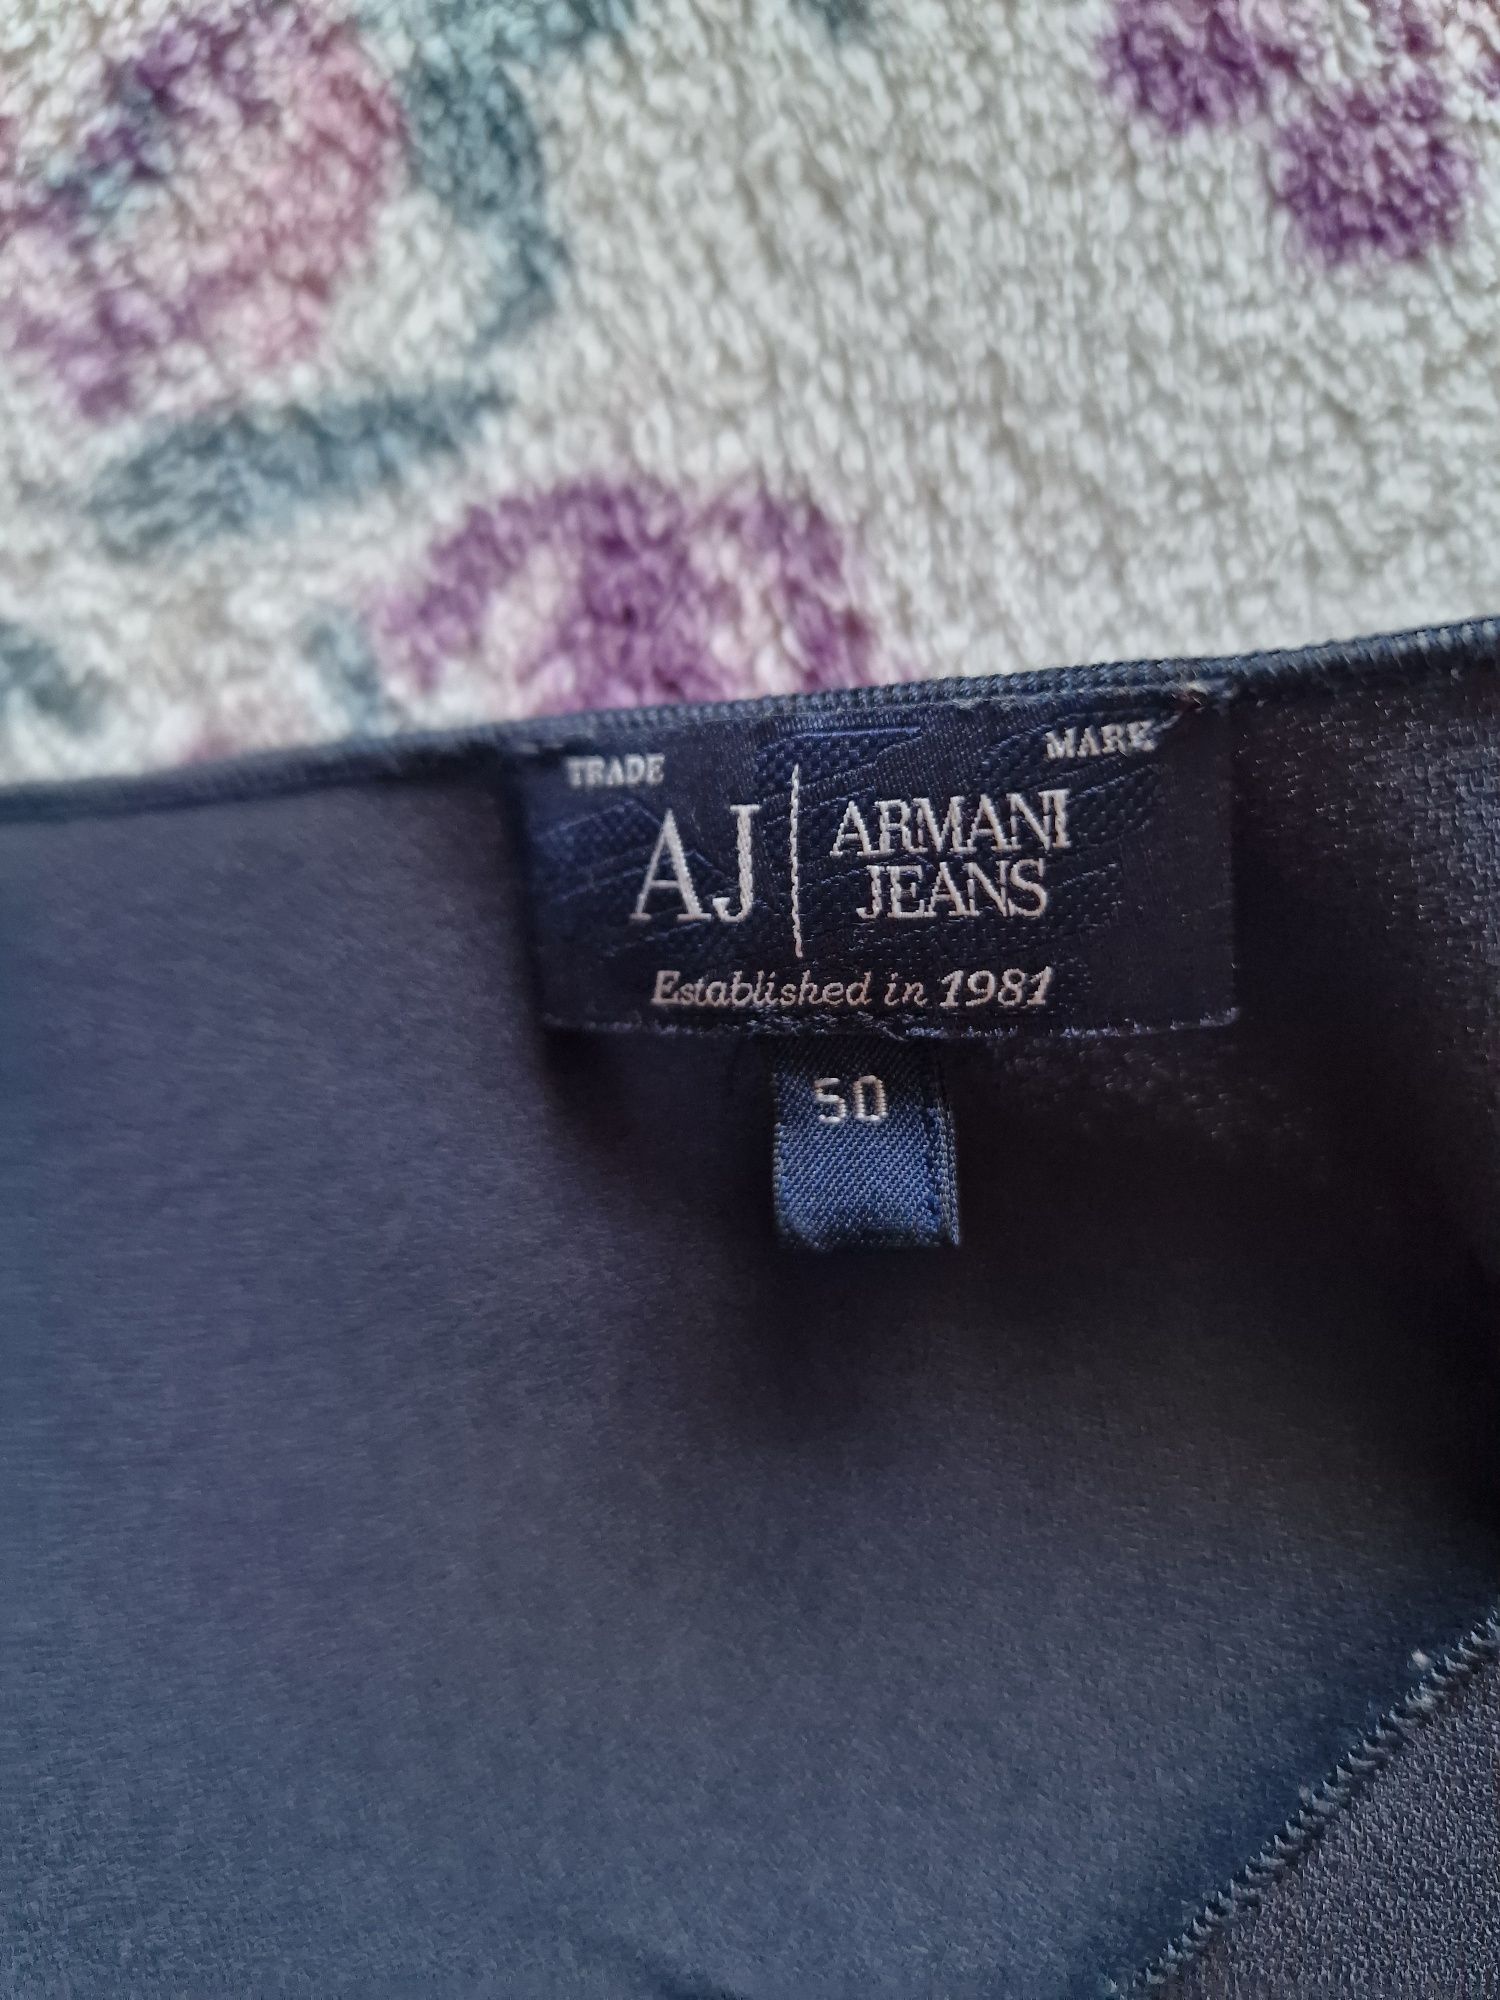 TRADE MARK
AJ ARMANI
JEANS
Established in 1981
50